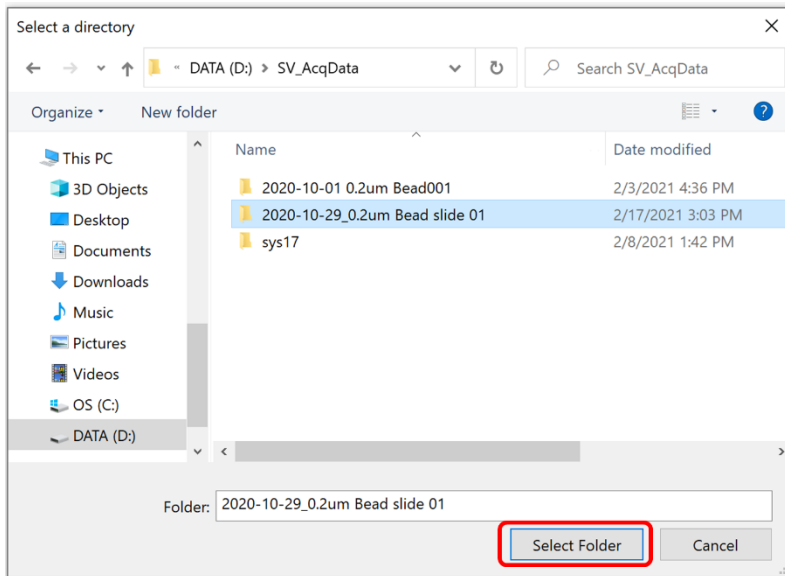 Select a directory
« DATA (D:) > SV_AcqData
Search SV_AcqData
Organize
New folder
?
This PC
3D Objects
Desktop
Documents
Downloads
Music
Pictures
Videos
OS (C:)
DATA (D:)
Name Date modified
2020-10-01 0.2um Bead001 2/3/2021 4:36 PM
2020-10-29_0.2um Bead slide 01 2/17/2021 3:03 PM
sys17 2/8/2021 1:42 PM
Folder: 2020-10-29_0.2um Bead slide 01
Select Folder Cancel